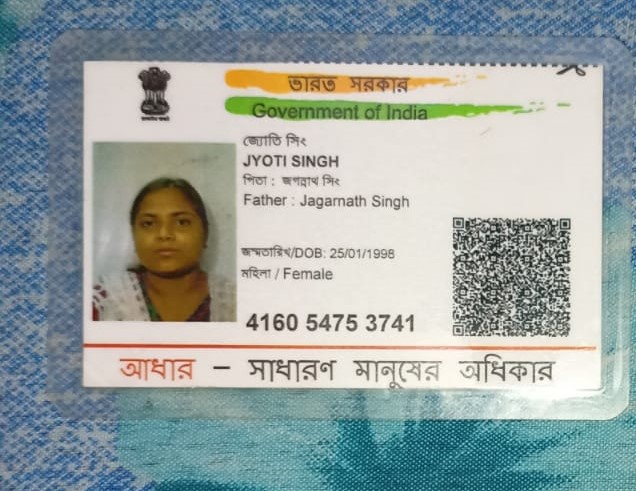 ভারত সরকার
Government of India
জ্যোতি সিং
JYOTI SINGH
পিতা : জগন্নাথ সিং
Father : Jagarnath Singh
জন্মতারিখ/DOB: 25/01/1998
মহিলা / Female
4160 5475 3741
আধার – সাধারণ মানুষের অধিকার